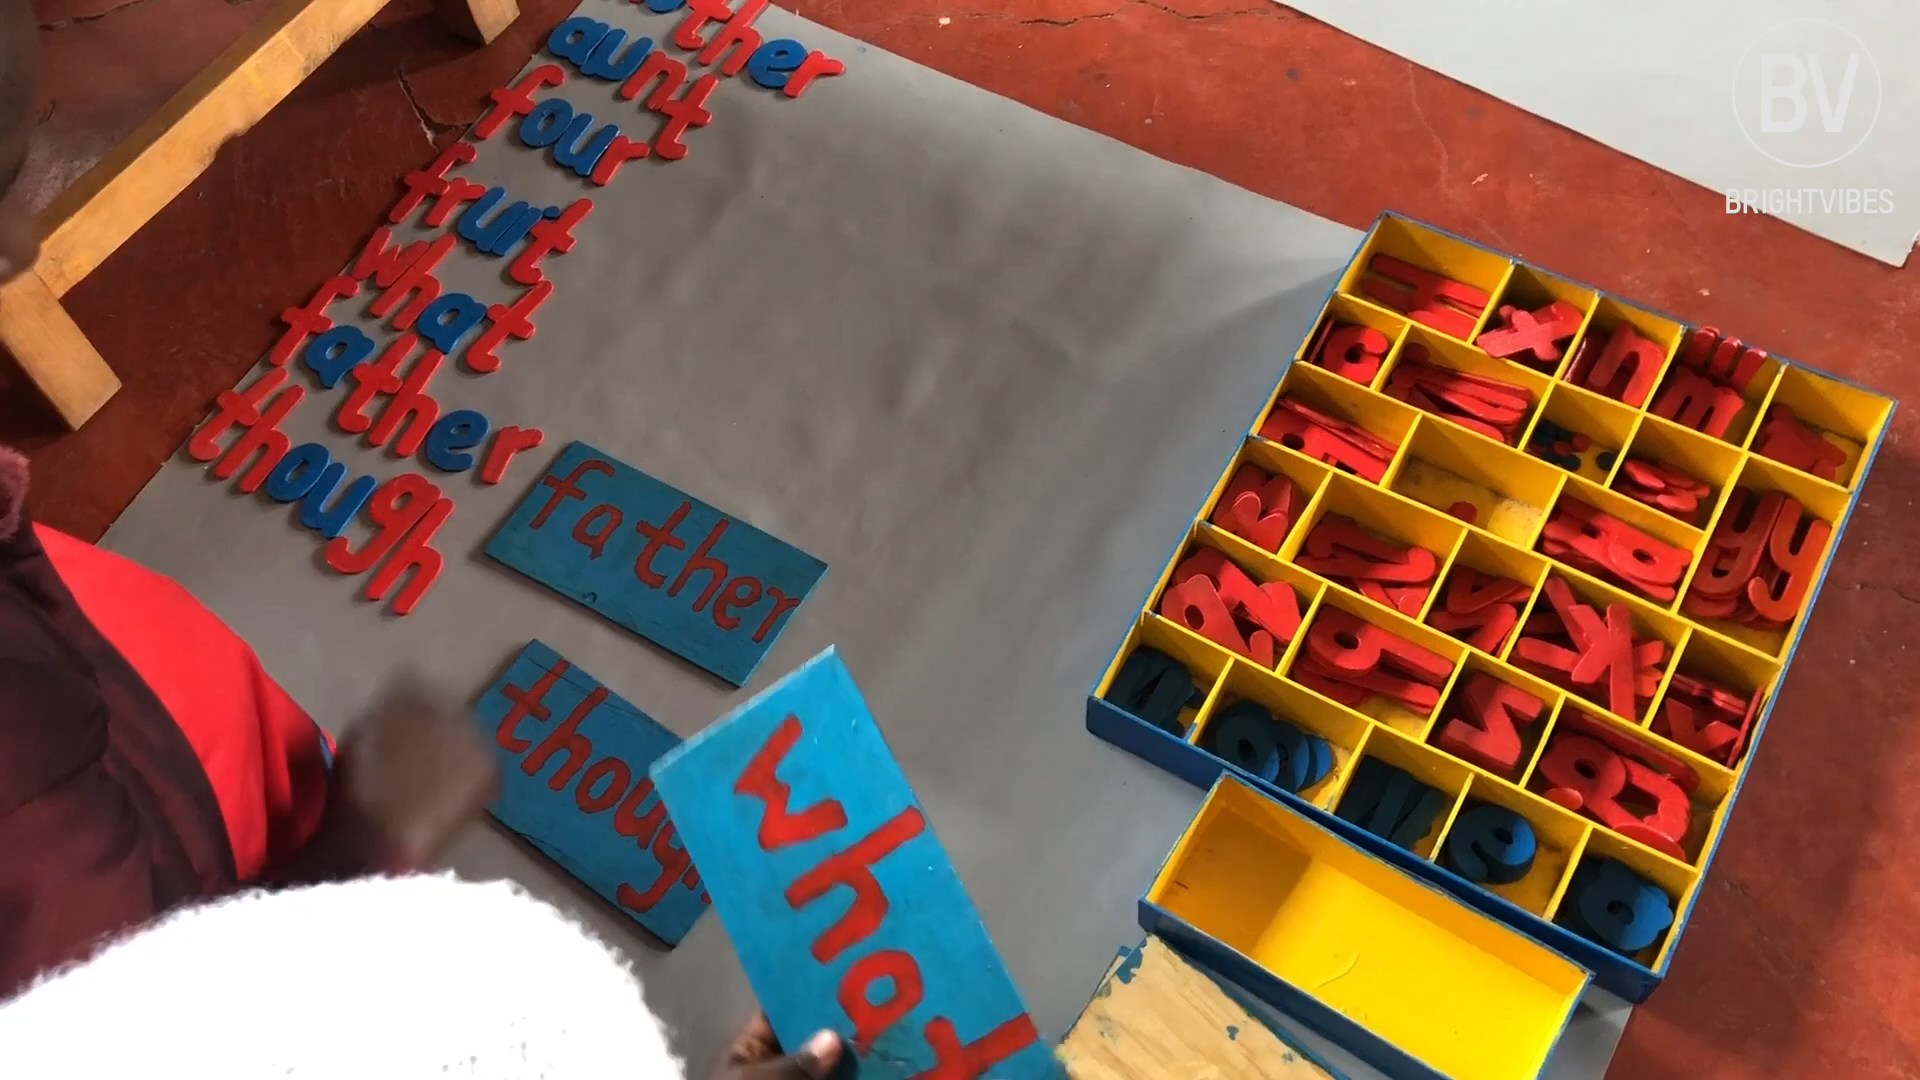 aunt
four
fruit
what
father
though
father
though
what
BV
BRIGHTVIBES